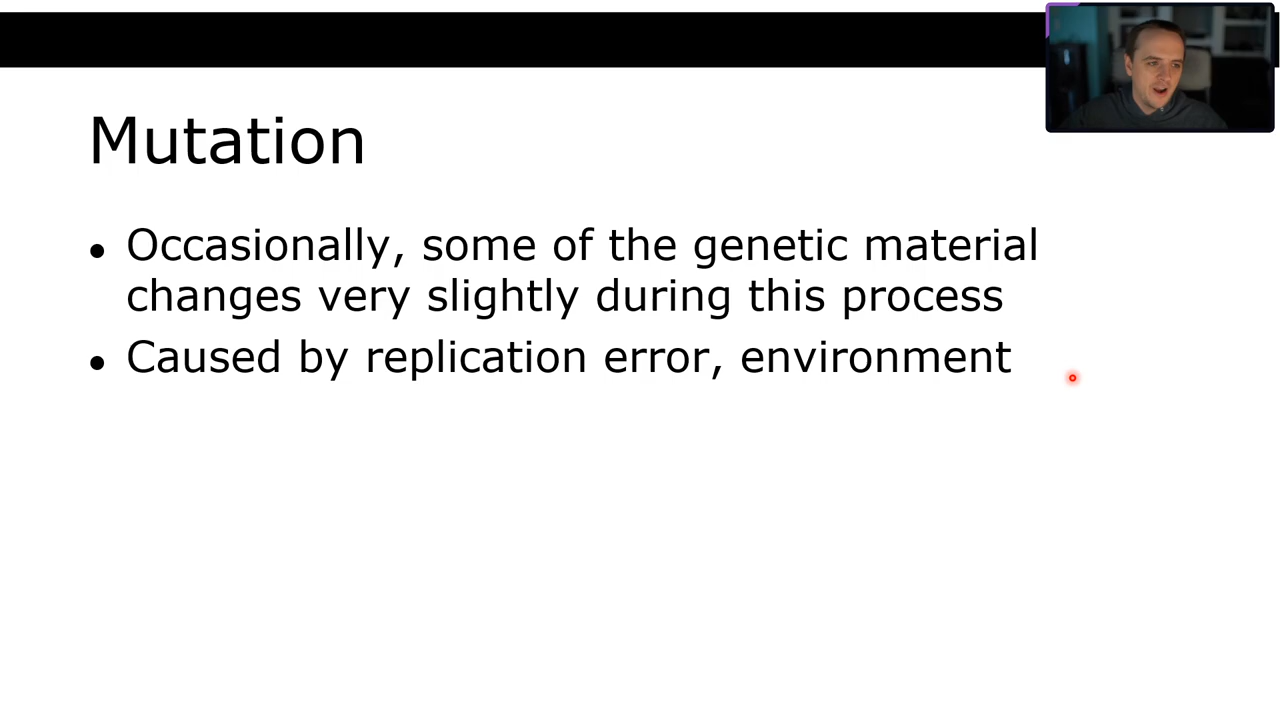 Mutation
• Occasionally, some of the genetic material
changes very slightly during this process
• Caused by replication error, environment